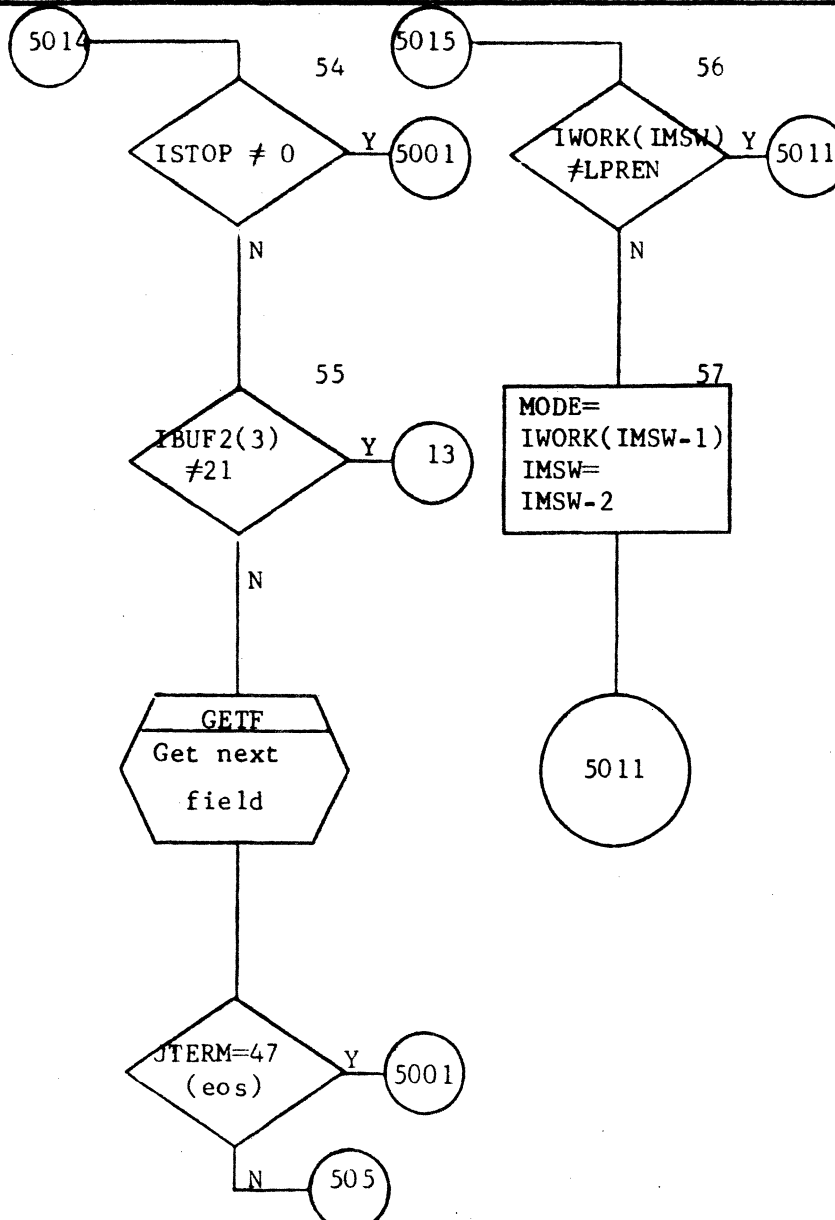 5014
54
ISTOP ≠ 0
Y
5001
N
55
IBUF2(3)
≠21
Y
13
N
GETF
Get next
field
JTERM=47
(eos)
Y
5001
N
505
5015
56
IWORK(IMSW)
≠LPREN
Y
5011
N
57
MODE=
IWORK(IMSW-1)
IMSW=
IMSW-2
5011